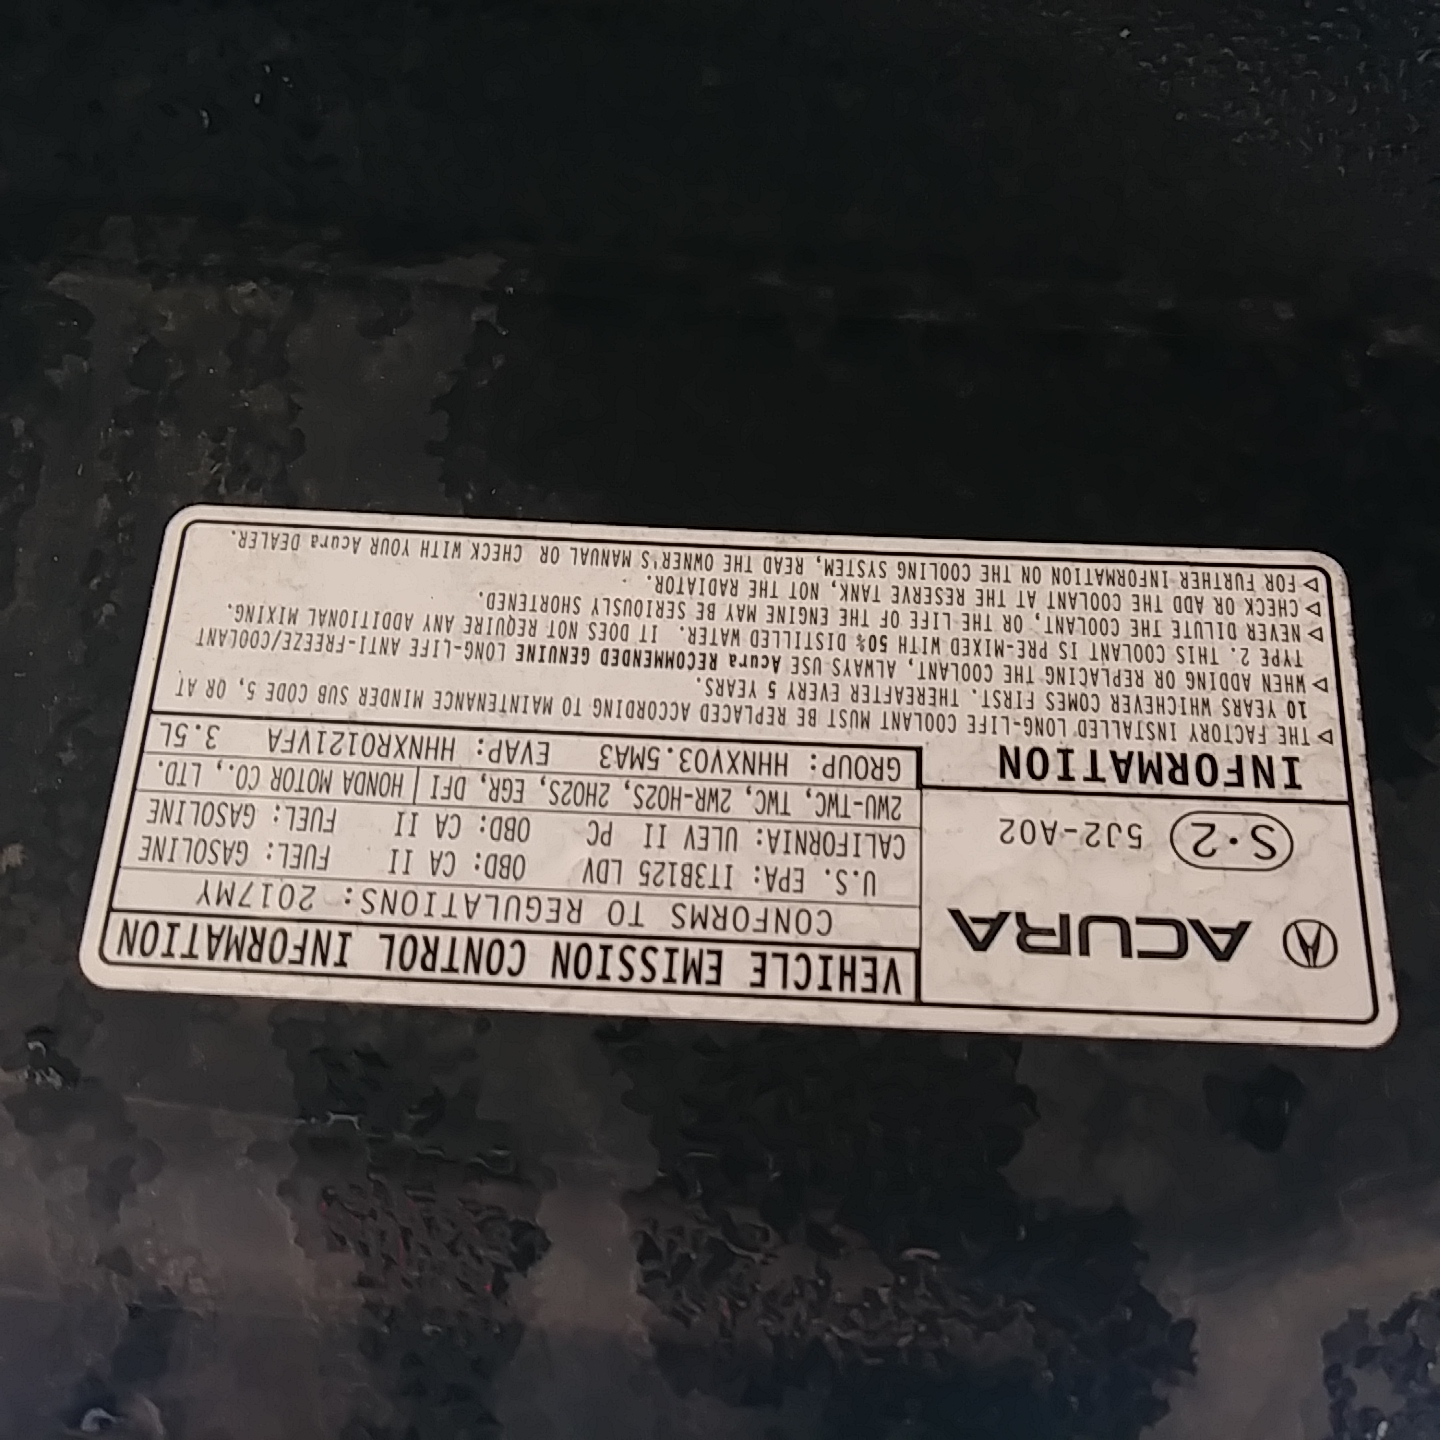 ACURA
S·2 5J2-A02
VEHICLE EMISSION CONTROL INFORMATION
CONFORMS TO REGULATIONS: 2017MY
U.S. EPA: IT3B125 LDV OBD: CA II FUEL: GASOLINE
CALIFORNIA: ULEV II PC OBD: CA II FUEL: GASOLINE
2WU-TWC, TWC, 2WR-HO2S, 2HO2S, EGR, DFI | HONDA MOTOR CO., LTD.
GROUP: HHNXV03.5MA3 EVAP: HHNXR0121VFA 3.5L
INFORMATION
▷ THE FACTORY INSTALLED LONG-LIFE COOLANT MUST BE REPLACED ACCORDING TO MAINTENANCE MINDER SUB CODE 5, OR AT
10 YEARS WHICHEVER COMES FIRST. THEREAFTER EVERY 5 YEARS.
▷ WHEN ADDING OR REPLACING THE COOLANT, ALWAYS USE Acura RECOMMENDED GENUINE LONG-LIFE ANTI-FREEZE/COOLANT
TYPE 2. THIS COOLANT IS PRE-MIXED WITH 50% DISTILLED WATER. IT DOES NOT REQUIRE ANY ADDITIONAL MIXING.
▷ NEVER DILUTE THE COOLANT, OR THE LIFE OF THE ENGINE MAY BE SERIOUSLY SHORTENED.
▷ CHECK OR ADD THE COOLANT AT THE RESERVE TANK, NOT THE RADIATOR.
▷ FOR FURTHER INFORMATION ON THE COOLING SYSTEM, READ THE OWNER'S MANUAL OR CHECK WITH YOUR Acura DEALER.